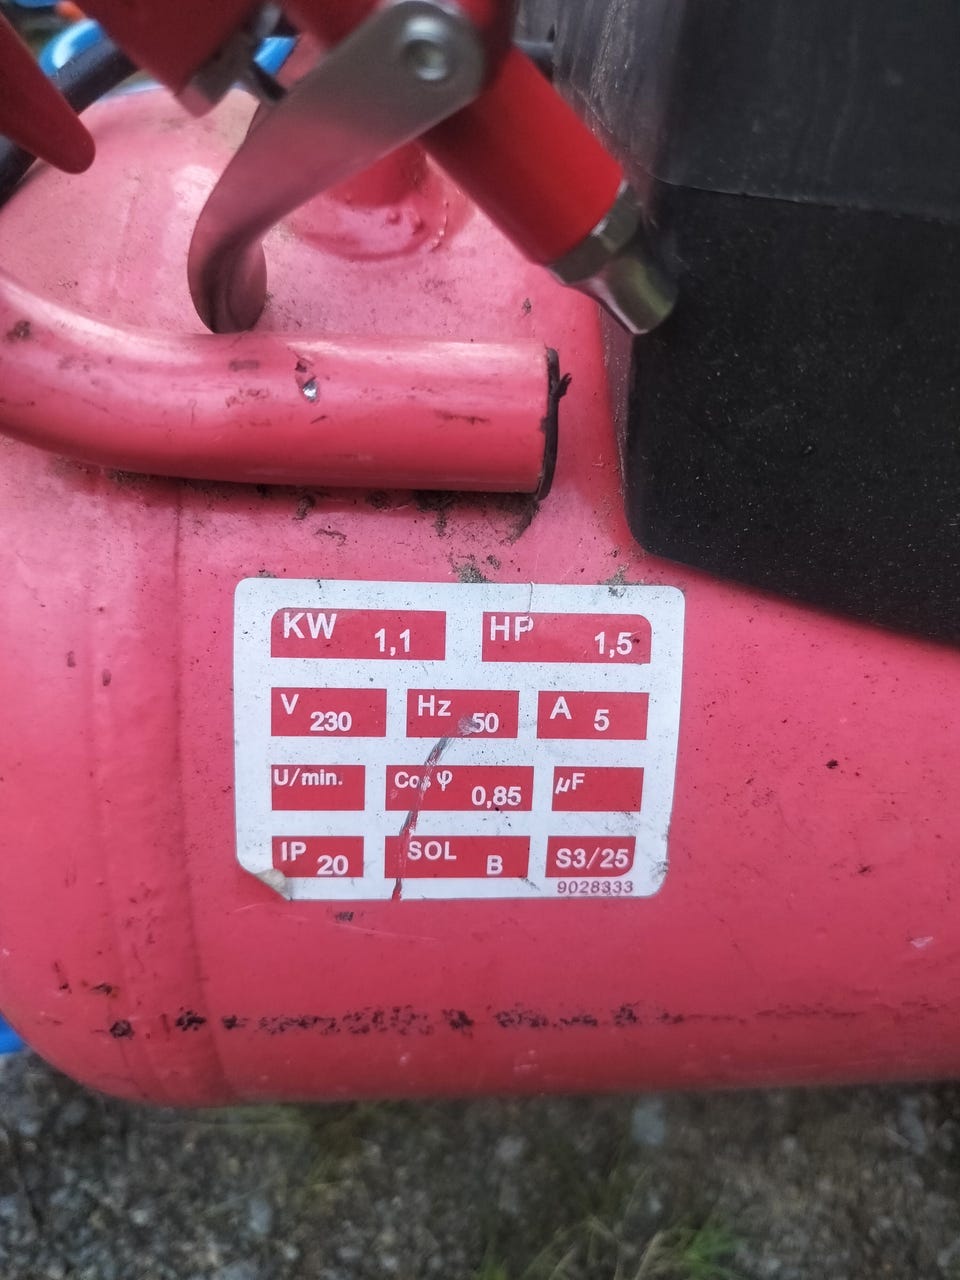 KW 1,1 HP 1,5
V 230 Hz 50 A 5
U/min. Cos φ 0,85 µF
IP 20 SOL B S3/25
9028333